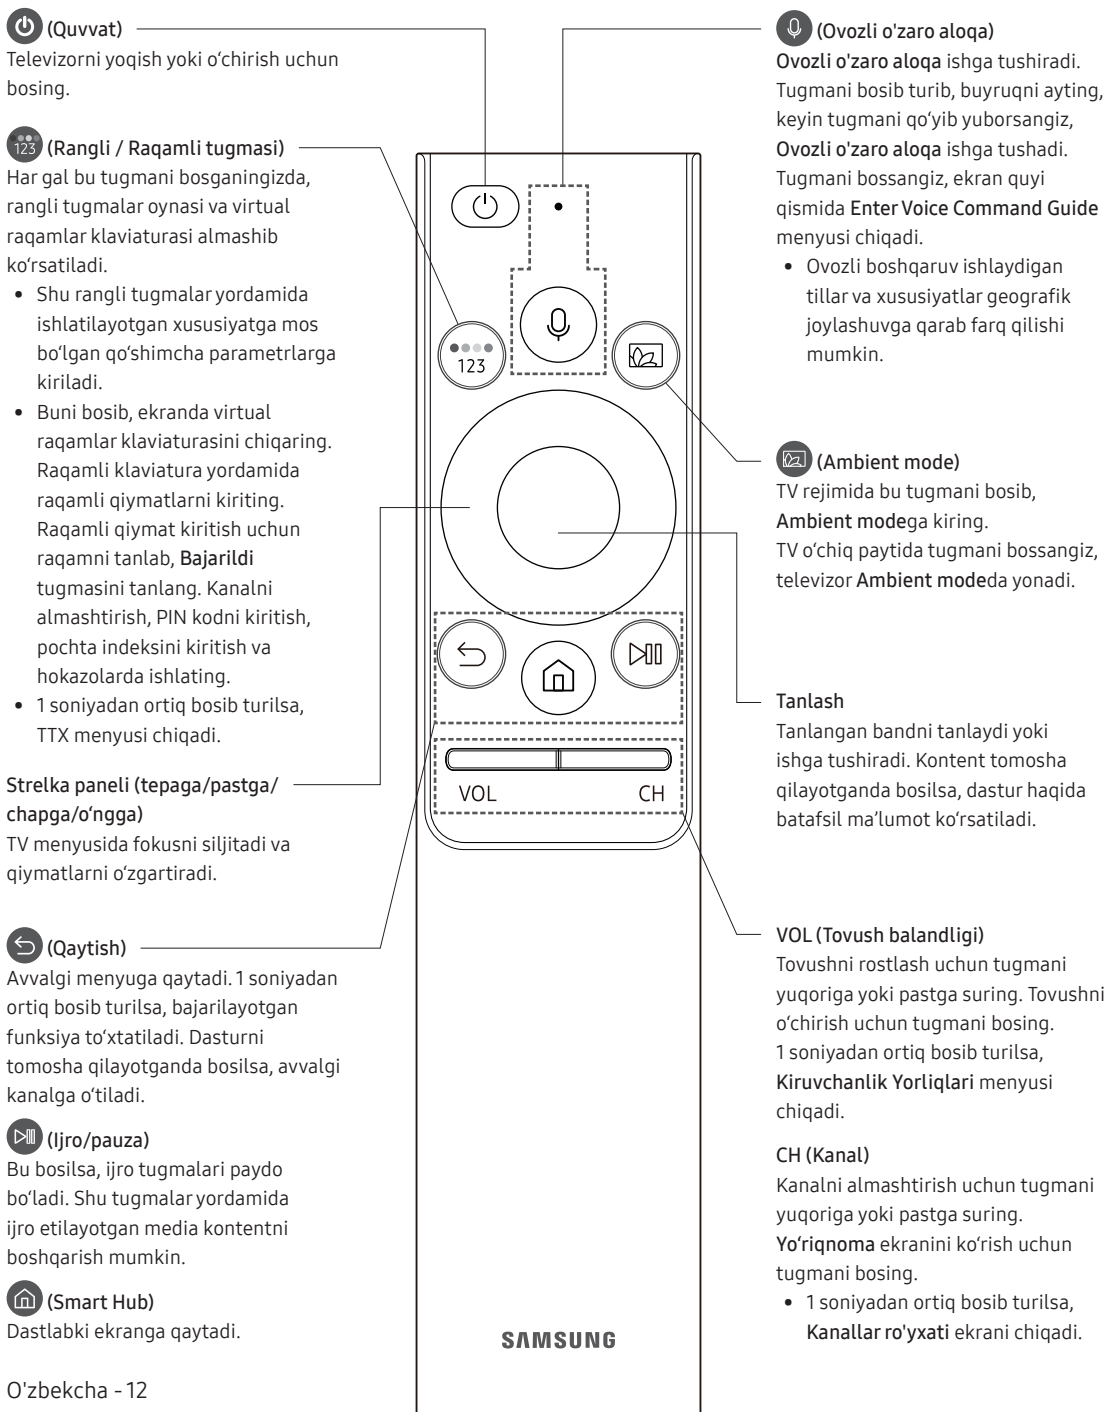 (Quvvat)
Televizorni yoqish yoki o‘chirish uchun
bosing.
123 (Rangli / Raqamli tugmasi)
Har gal bu tugmani bosganingizda,
rangli tugmalar oynasi va virtual
raqamlar klaviaturasi almashib
ko‘rsatiladi.
• Shu rangli tugmalar yordamida
ishlatilayotgan xususiyatga mos
bo‘lgan qo‘shimcha parametrlarga
kiriladi.
• Buni bosib, ekranda virtual
raqamlar klaviaturasini chiqaring.
Raqamli klaviatura yordamida
raqamli qiymatlarni kiriting.
Raqamli qiymat kiritish uchun
raqamni tanlab, Bajarildi
tugmasini tanlang. Kanalni
almashtirish, PIN kodni kiritish,
pochta indeksini kiritish va
hokazolarda ishlating.
• 1 soniyadan ortiq bosib turilsa,
TTX menyusi chiqadi.
Strelka paneli (tepaga/pastga/
chapga/o‘ngga)
TV menyusida fokusni siljitadi va
qiymatlarni o‘zgartiradi.
(Qaytish)
Avvalgi menyuga qaytadi. 1 soniyadan
ortiq bosib turilsa, bajarilayotgan
funksiya to‘xtatiladi. Dasturni
tomosha qilayotganda bosilsa, avvalgi
kanalga o‘tiladi.
(Ijro/pauza)
Bu bosilsa, ijro tugmalari paydo
bo‘ladi. Shu tugmalar yordamida
ijro etilayotgan media kontentni
boshqarish mumkin.
(Smart Hub)
Dastlabki ekranga qaytadi.
123
VOL
CH
SAMSUNG
(Ovozli o'zaro aloqa)
Ovozli o'zaro aloqa ishga tushiradi.
Tugmani bosib turib, buyruqni ayting,
keyin tugmani qo‘yib yuborsangiz,
Ovozli o'zaro aloqa ishga tushadi.
Tugmani bossangiz, ekran quyi
qismida Enter Voice Command Guide
menyusi chiqadi.
• Ovozli boshqaruv ishlaydigan
tillar va xususiyatlar geografik
joylashuvga qarab farq qilishi
mumkin.
(Ambient mode)
TV rejimida bu tugmani bosib,
Ambient modega kiring.
TV o‘chiq paytida tugmani bossangiz,
televizor Ambient modeda yonadi.
Tanlash
Tanlangan bandni tanlaydi yoki
ishga tushiradi. Kontent tomosha
qilayotganda bosilsa, dastur haqida
batafsil ma’lumot ko‘rsatiladi.
VOL (Tovush balandligi)
Tovushni rostlash uchun tugmani
yuqoriga yoki pastga suring. Tovushni
o‘chirish uchun tugmani bosing.
1 soniyadan ortiq bosib turilsa,
Kiruvchanlik Yorliqlari menyusi
chiqadi.
CH (Kanal)
Kanalni almashtirish uchun tugmani
yuqoriga yoki pastga suring.
Yo‘riqnoma ekranini ko‘rish uchun
tugmani bosing.
• 1 soniyadan ortiq bosib turilsa,
Kanallar ro'yxati ekrani chiqadi.
O'zbekcha - 12